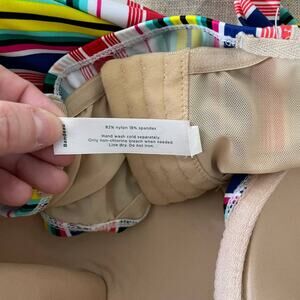 82% nylon 18% spandex
Hand wash cold separately.
Only non-chlorine bleach when needed.
Line dry. Do not iron.